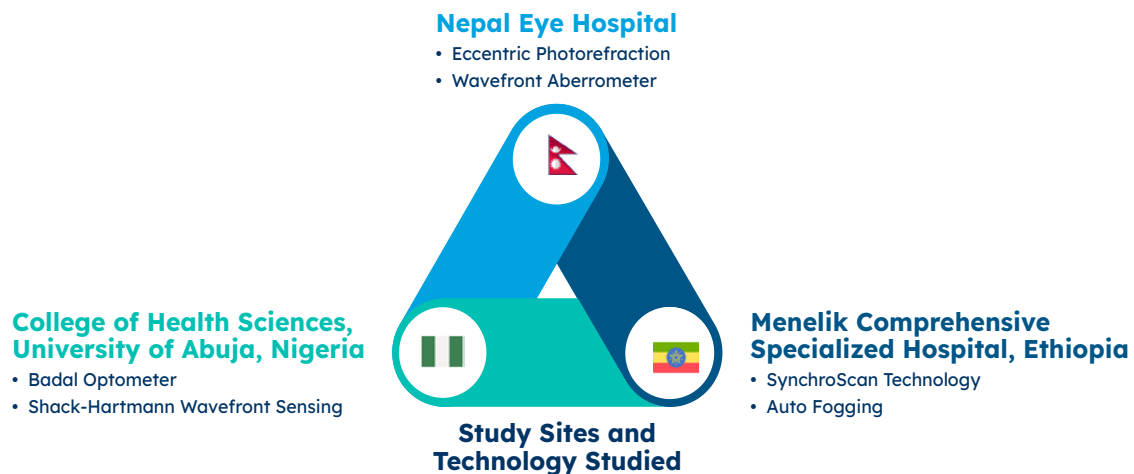 Nepal Eye Hospital
• Eccentric Photorefraction
• Wavefront Aberrometer
College of Health Sciences,
University of Abuja, Nigeria
• Badal Optometer
• Shack-Hartmann Wavefront Sensing
Menelik Comprehensive
Specialized Hospital, Ethiopia
• SynchroScan Technology
• Auto Fogging
Study Sites and
Technology Studied